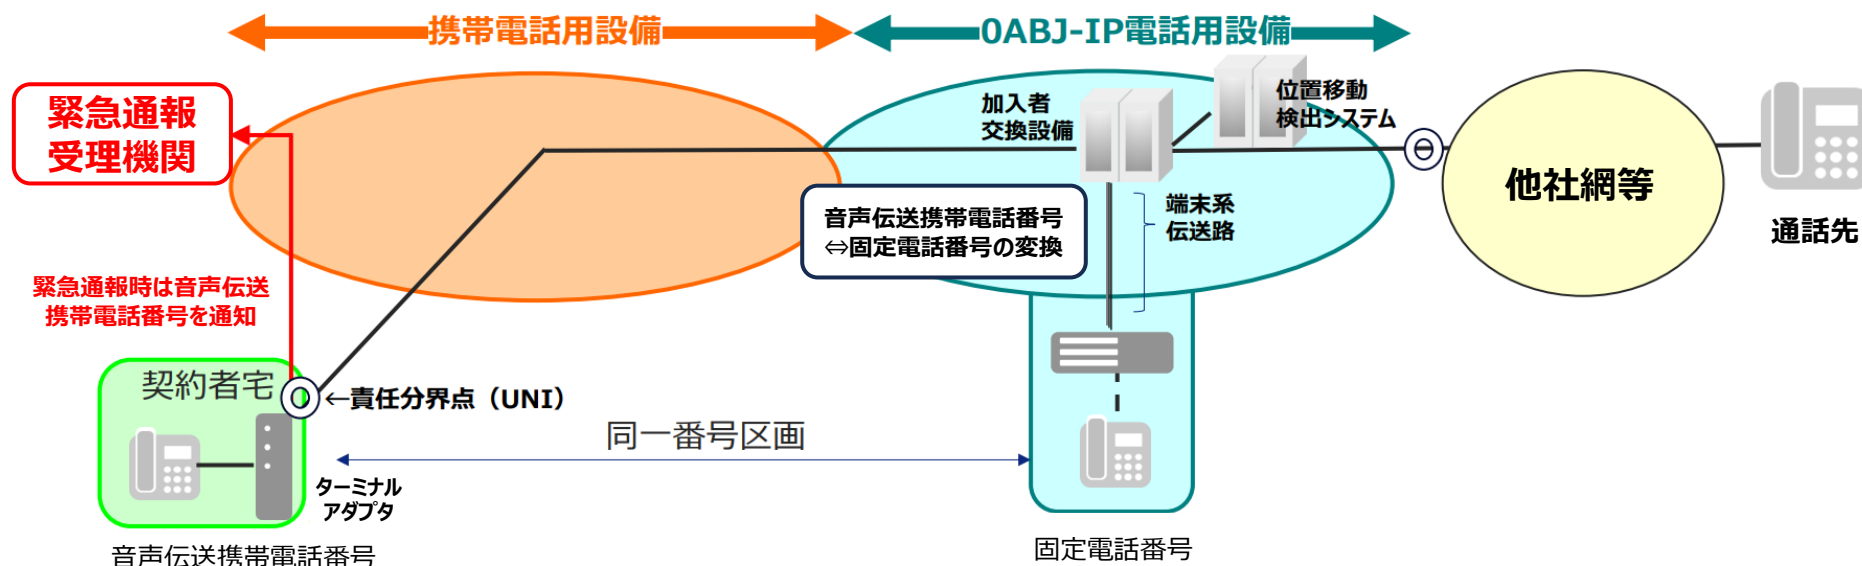 携帯電話用設備
0ABJ-IP電話用設備
緊急通報
受理機関
加入者
交換設備
位置移動
検出システム
他社網等
通話先
音声伝送携帯電話番号
⇔固定電話番号の変換
端末系
伝送路
緊急通報時は音声伝送
携帯電話番号を通知
契約者宅
←責任分界点（UNI）
同一番号区画
ターミナル
アダプタ
音声伝送携帯電話番号
固定電話番号